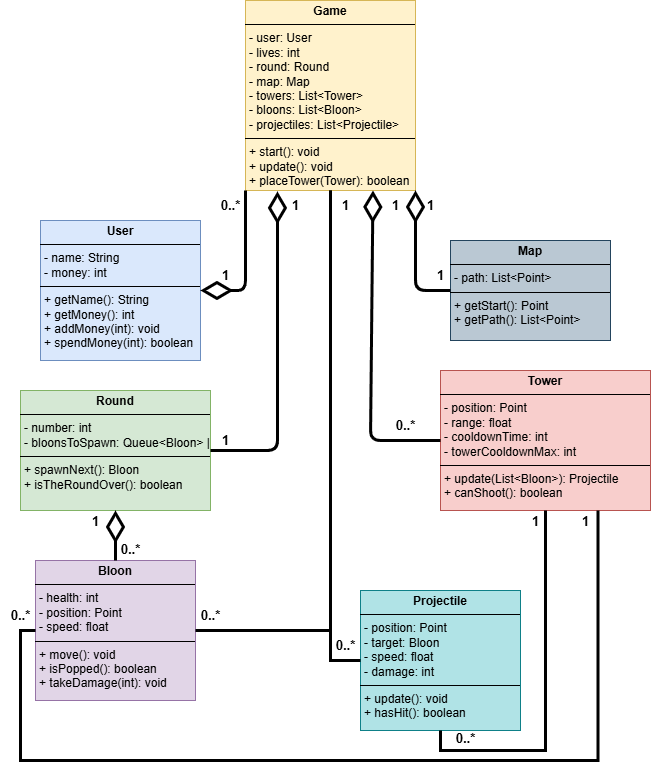 Game
- user: User
- lives: int
- round: Round
- map: Map
- towers: List<Tower>
- bloons: List<Bloon>
- projectiles: List<Projectile>
+ start(): void
+ update(): void
+ placeTower(Tower): boolean
0..*
1
1
1
1
User
- name: String
- money: int
+ getName(): String
+ getMoney(): int
+ addMoney(int): void
+ spendMoney(int): boolean
1
1
Map
- path: List<Point>
+ getStart(): Point
+ getPath(): List<Point>
Round
- number: int
- bloonsToSpawn: Queue<Bloon> |
+ spawnNext(): Bloon
+ isTheRoundOver(): boolean
1
0..*
Tower
- position: Point
- range: float
- cooldownTime: int
- towerCooldownMax: int
+ update(List<Bloon>): Projectile
+ canShoot(): boolean
1
0..*
1
1
Bloon
- health: int
- position: Point
- speed: float
+ move(): void
+ isPopped(): boolean
+ takeDamage(int): void
0..*
0..*
0..*
Projectile
- position: Point
- target: Bloon
- speed: float
- damage: int
+ update(): void
+ hasHit(): boolean
0..*